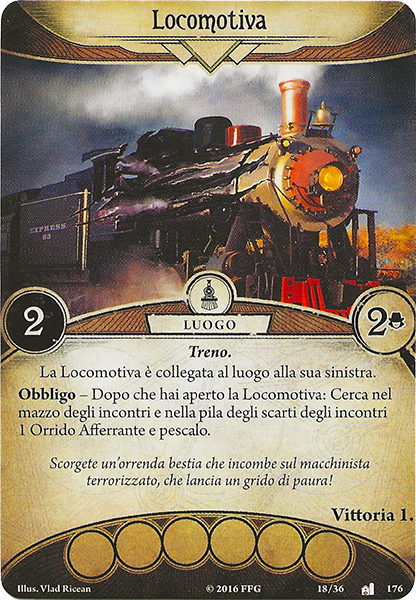 Locomotiva
EXPRESS
2
LUOGO
2
Treno.
La Locomotiva è collegata al luogo alla sua sinistra.
Obbligo – Dopo che hai aperto la Locomotiva: Cerca nel
mazzo degli incontri e nella pila degli scarti degli incontri
1 Orrido Afferrante e pescalo.
Scorgete un'orrenda bestia che incombe sul macchinista
terrorizzato, che lancia un grido di paura!
Vittoria 1.
Illus. Vlad Ricean © 2016 FFG 18/36 176